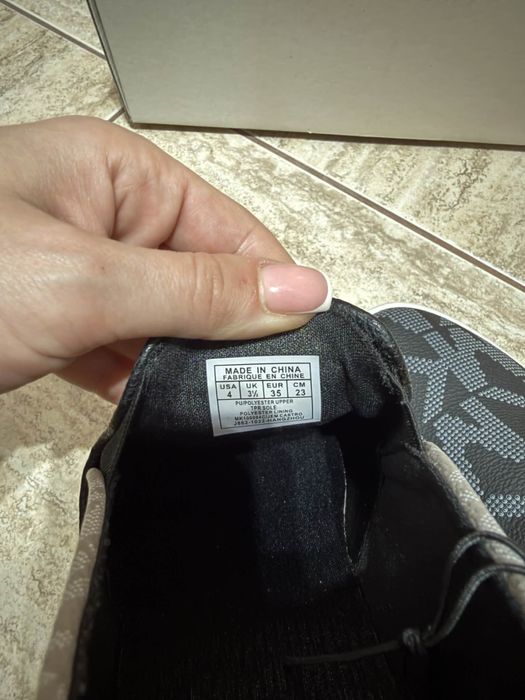 MADE IN CHINA
FABRIQUE EN CHINE
USA UK EUR CM
4 3½ 35 23
PU/POLYESTER UPPER
TPR SOLE
POLYESTER LINING
CASTRO